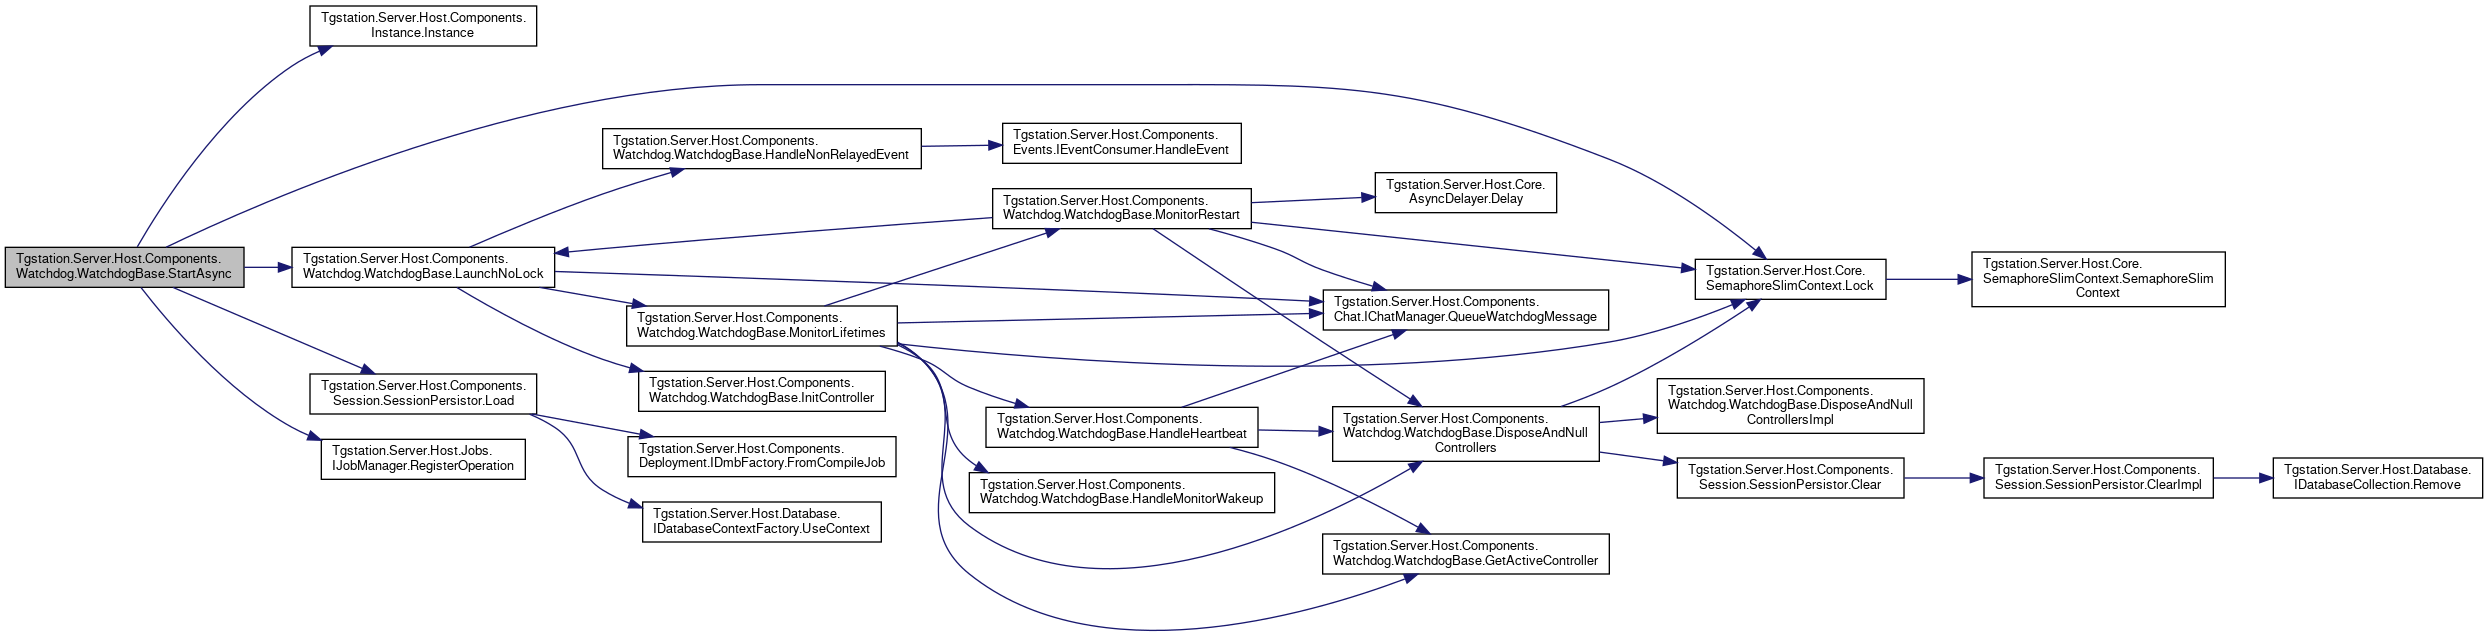 Tgstation.Server.Host.Components.
Watchdog.WatchdogBase.StartAsync
Tgstation.Server.Host.Components.
Instance.Instance
Tgstation.Server.Host.Components.
Watchdog.WatchdogBase.LaunchNoLock
Tgstation.Server.Host.Components.
Session.SessionPersistor.Load
Tgstation.Server.Host.Jobs.
IJobManager.RegisterOperation
Tgstation.Server.Host.Components.
Watchdog.WatchdogBase.HandleNonRelayedEvent
Tgstation.Server.Host.Components.
Watchdog.WatchdogBase.MonitorLifetimes
Tgstation.Server.Host.Components.
Watchdog.WatchdogBase.InitController
Tgstation.Server.Host.Components.
Deployment.IDmbFactory.FromCompileJob
Tgstation.Server.Host.Database.
IDatabaseContextFactory.UseContext
Tgstation.Server.Host.Components.
Events.IEventConsumer.HandleEvent
Tgstation.Server.Host.Components.
Watchdog.WatchdogBase.MonitorRestart
Tgstation.Server.Host.Components.
Watchdog.WatchdogBase.HandleHeartbeat
Tgstation.Server.Host.Components.
Watchdog.WatchdogBase.HandleMonitorWakeup
Tgstation.Server.Host.Core.
AsyncDelayer.Delay
Tgstation.Server.Host.Components.
Chat.IChatManager.QueueWatchdogMessage
Tgstation.Server.Host.Components.
Watchdog.WatchdogBase.DisposeAndNull
Controllers
Tgstation.Server.Host.Components.
Watchdog.WatchdogBase.GetActiveController
Tgstation.Server.Host.Core.
SemaphoreSlimContext.Lock
Tgstation.Server.Host.Components.
Watchdog.WatchdogBase.DisposeAndNull
ControllersImpl
Tgstation.Server.Host.Components.
Session.SessionPersistor.Clear
Tgstation.Server.Host.Core.
SemaphoreSlimContext.SemaphoreSlim
Context
Tgstation.Server.Host.Components.
Session.SessionPersistor.ClearImpl
Tgstation.Server.Host.Database.
IDatabaseCollection.Remove